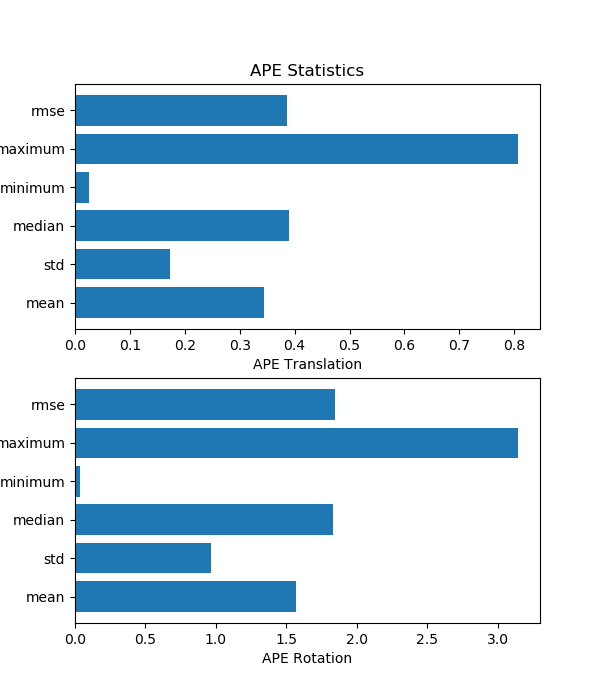 APE Statistics
rmse
maximum
minimum
median
std
mean
0.0 0.1 0.2 0.3 0.4 0.5 0.6 0.7 0.8
APE Translation
rmse
maximum
minimum
median
std
mean
0.0 0.5 1.0 1.5 2.0 2.5 3.0
APE Rotation